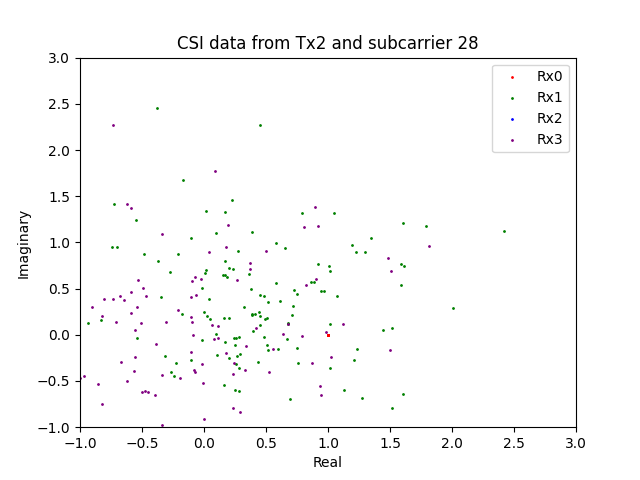 CSI data from Tx2 and subcarrier 28
3.0
2.5
2.0
1.5
1.0
0.5
0.0
−0.5
−1.0
Imaginary
Rx0
Rx1
Rx2
Rx3
−1.0 −0.5 0.0 0.5 1.0 1.5 2.0 2.5 3.0
Real